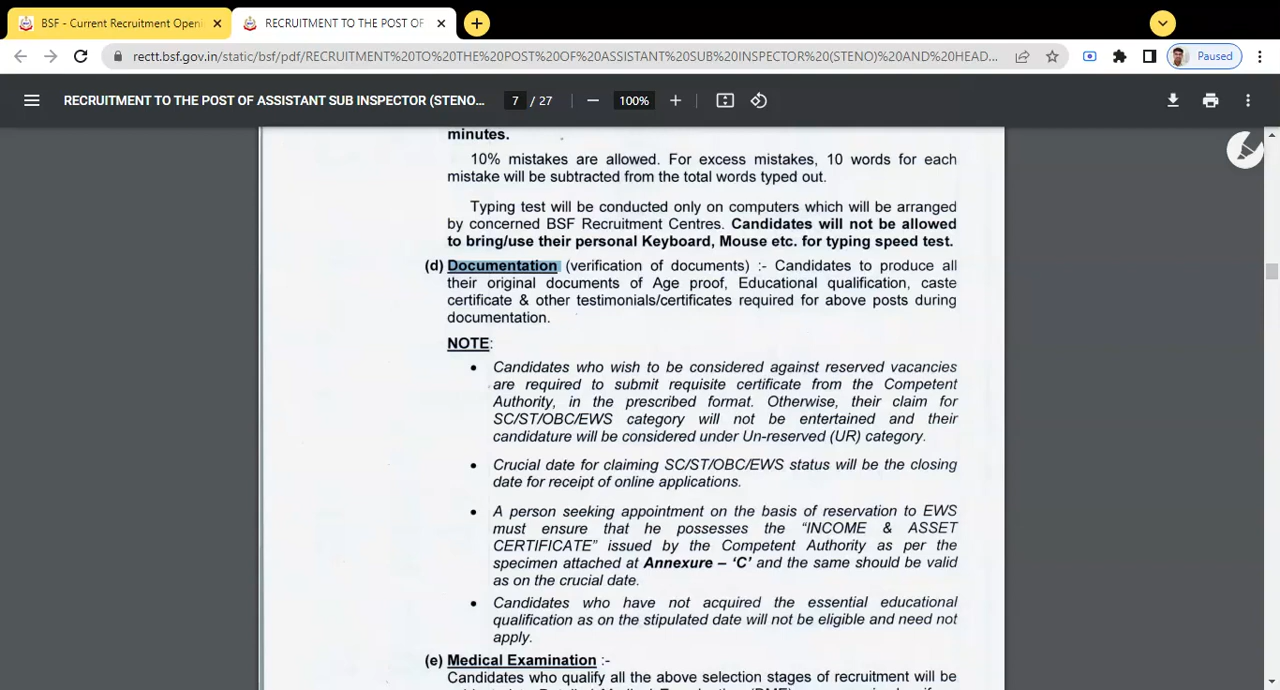 BSF - Current Recruitment Openi
RECRUITMENT TO THE POST OF
rectt.bsf.gov.in/static/bsf/pdf/RECRUITMENT%20TO%20THE%20POST%20OF%20ASSISTANT%20SUB%20INSPECTOR%20(STENO)%20AND%20HEAD...
Paused
RECRUITMENT TO THE POST OF ASSISTANT SUB INSPECTOR (STENO...
7 / 27
100%
minutes.
10% mistakes are allowed. For excess mistakes, 10 words for each
mistake will be subtracted from the total words typed out.
Typing test will be conducted only on computers which will be arranged
by concerned BSF Recruitment Centres. Candidates will not be allowed
to bring/use their personal Keyboard, Mouse etc. for typing speed test.
(d) Documentation (verification of documents) :- Candidates to produce all
their original documents of Age proof, Educational qualification, caste
certificate & other testimonials/certificates required for above posts during
documentation.
NOTE:
• Candidates who wish to be considered against reserved vacancies
are required to submit requisite certificate from the Competent
Authority, in the prescribed format. Otherwise, their claim for
SC/ST/OBC/EWS category will not be entertained and their
candidature will be considered under Un-reserved (UR) category.
• Crucial date for claiming SC/ST/OBC/EWS status will be the closing
date for receipt of online applications.
• A person seeking appointment on the basis of reservation to EWS
must ensure that he possesses the "INCOME & ASSET
CERTIFICATE" issued by the Competent Authority as per the
specimen attached at Annexure – 'C' and the same should be valid
as on the crucial date.
• Candidates who have not acquired the essential educational
qualification as on the stipulated date will not be eligible and need not
apply.
(e) Medical Examination :-
Candidates who qualify all the above selection stages of recruitment will be